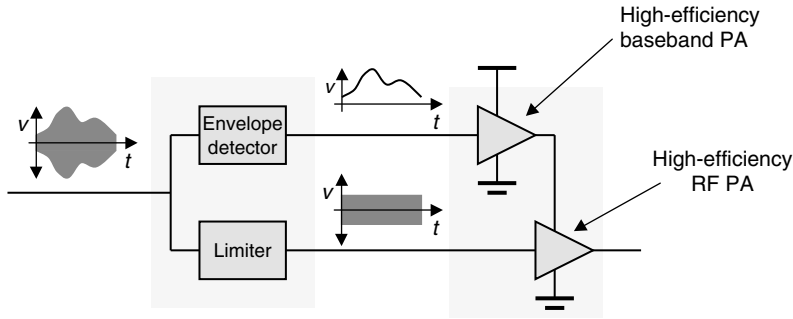 High-efficiency
baseband PA
v
t
Envelope
detector
v
t
High-efficiency
RF PA
v
t
Limiter